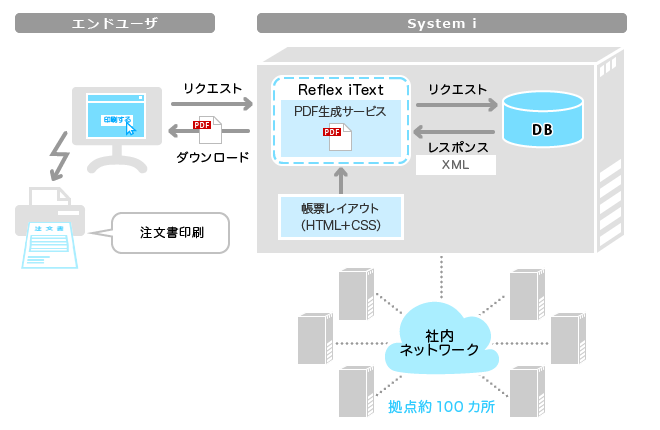 エンドユーザ
System i
リクエスト
印刷する
PDF
ダウンロード
Reflex iText
PDF生成サービス
PDF
リクエスト
DB
レスポンス
XML
帳票レイアウト
(HTML+CSS)
注文書
注文書印刷
社内
ネットワーク
拠点約100カ所